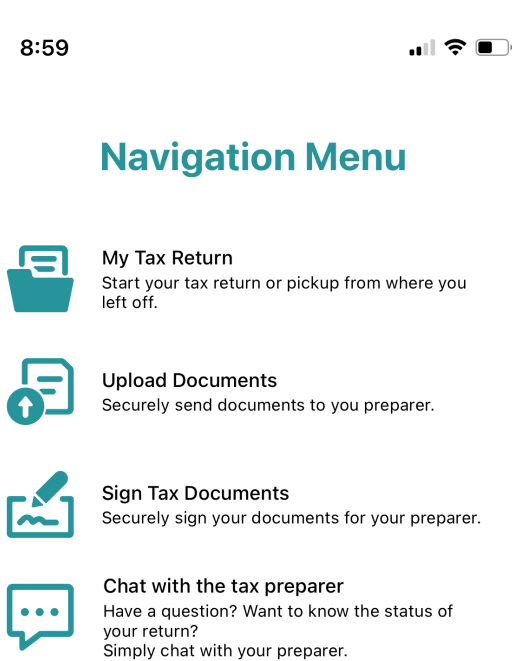 8:59
Navigation Menu
My Tax Return
Start your tax return or pickup from where you
left off.
Upload Documents
Securely send documents to you preparer.
Sign Tax Documents
Securely sign your documents for your preparer.
Chat with the tax preparer
Have a question? Want to know the status of
your return?
Simply chat with your preparer.